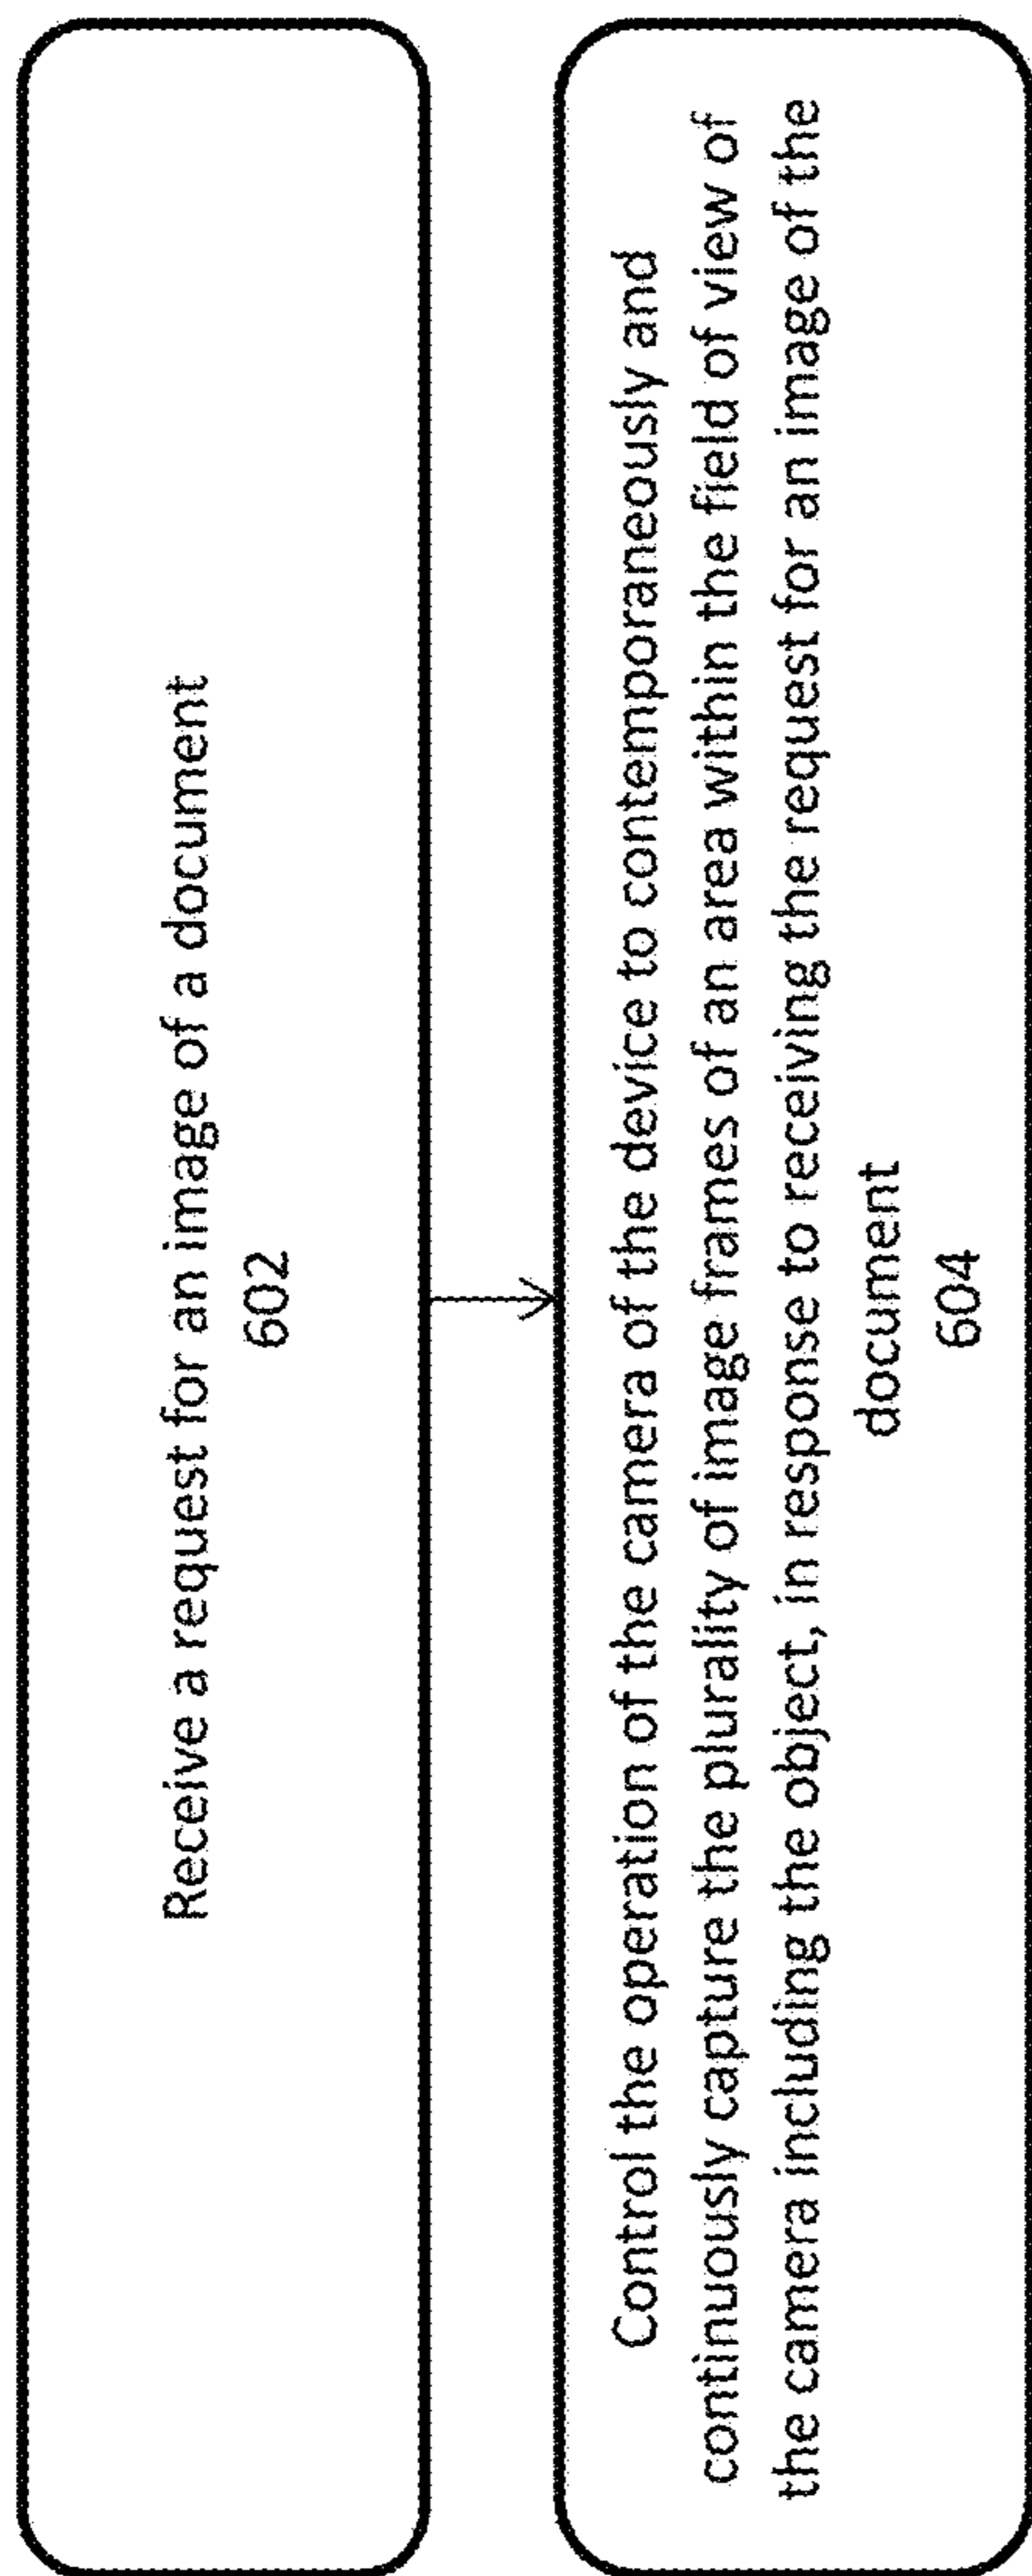 Receive a request for an image of a document
602
Control the operation of the camera of the device to contemporaneously and
continuously capture the plurality of image frames of an area within the field of view of
the camera including the object, in response to receiving the request for an image of the
document
604